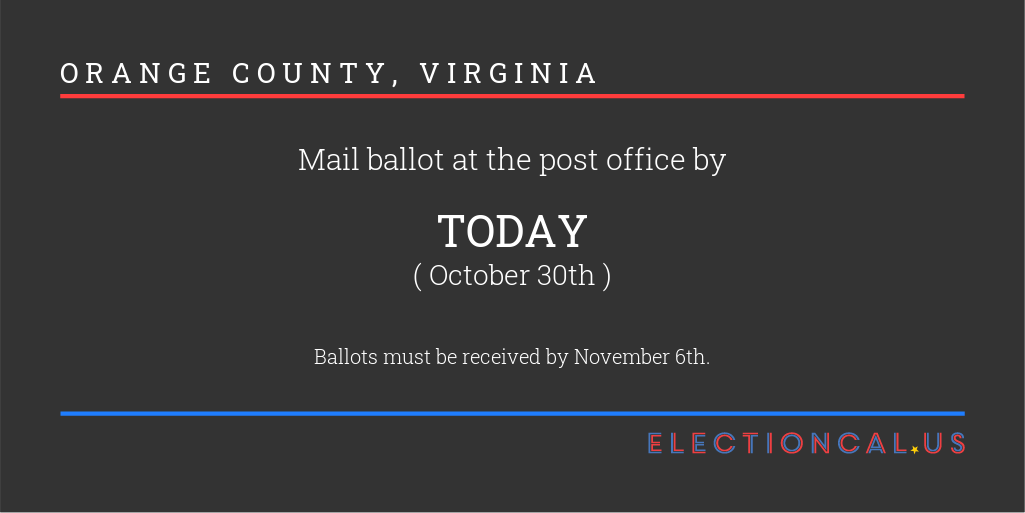 ORANGE COUNTY, VIRGINIA
Mail ballot at the post office by
TODAY
( October 30th )
Ballots must be received by November 6th.
ELECTIONCAL.US